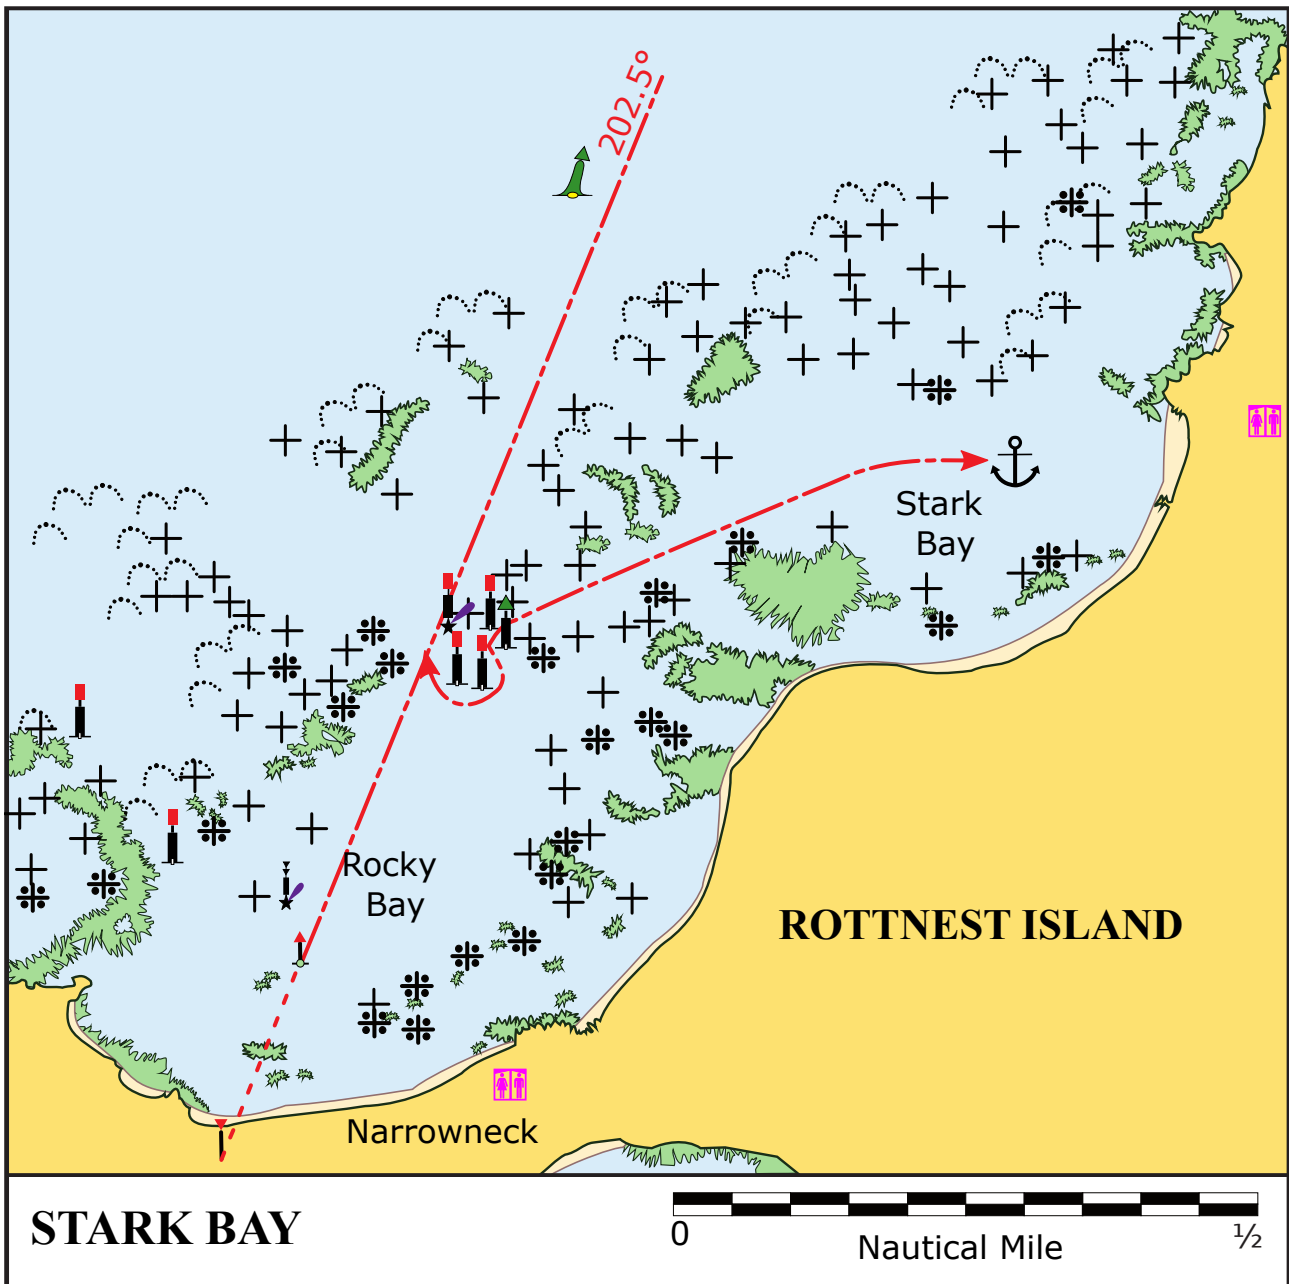 202.5°
Stark
Bay
Rocky
Bay
ROTTNEST ISLAND
Narrowneck
STARK BAY
0
½
Nautical Mile